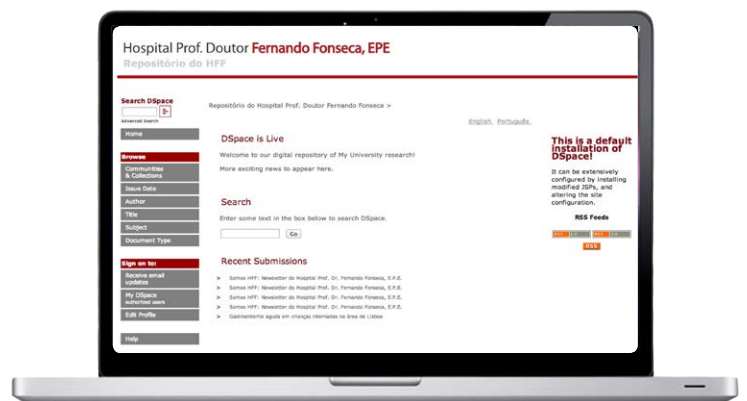 Hospital Prof. Doutor Fernando Fonseca, EPE
Repositório do HFF
Search DSpace
Advanced Search
Home
Browse
Communities
& Collections
Issue Date
Author
Title
Subject
Document Type
Sign on to:
Receive email
updates
My DSpace
authorized users
Edit Profile
Help
Repositório do Hospital Prof. Doutor Fernando Fonseca >
English Português
DSpace is Live
Welcome to our digital repository of My University research!
More exciting news to appear here.
Search
Enter some text in the box below to search DSpace.
Go
Recent Submissions
> Somos HFF: Newsletter do Hospital Prof. Dr. Fernando Fonseca, E.P.E.
> Somos HFF: Newsletter do Hospital Prof. Dr. Fernando Fonseca, E.P.E.
> Somos HFF: Newsletter do Hospital Prof. Dr. Fernando Fonseca, E.P.E.
> Somos HFF: Newsletter do Hospital Prof. Dr. Fernando Fonseca, E.P.E.
> Gastroenterite aguda em crianças internadas na área de Lisboa
This is a default
installation of
DSpace!
It can be extensively
configured by installing
modified JSPs, and
altering the site
configuration.
RSS Feeds
RSS